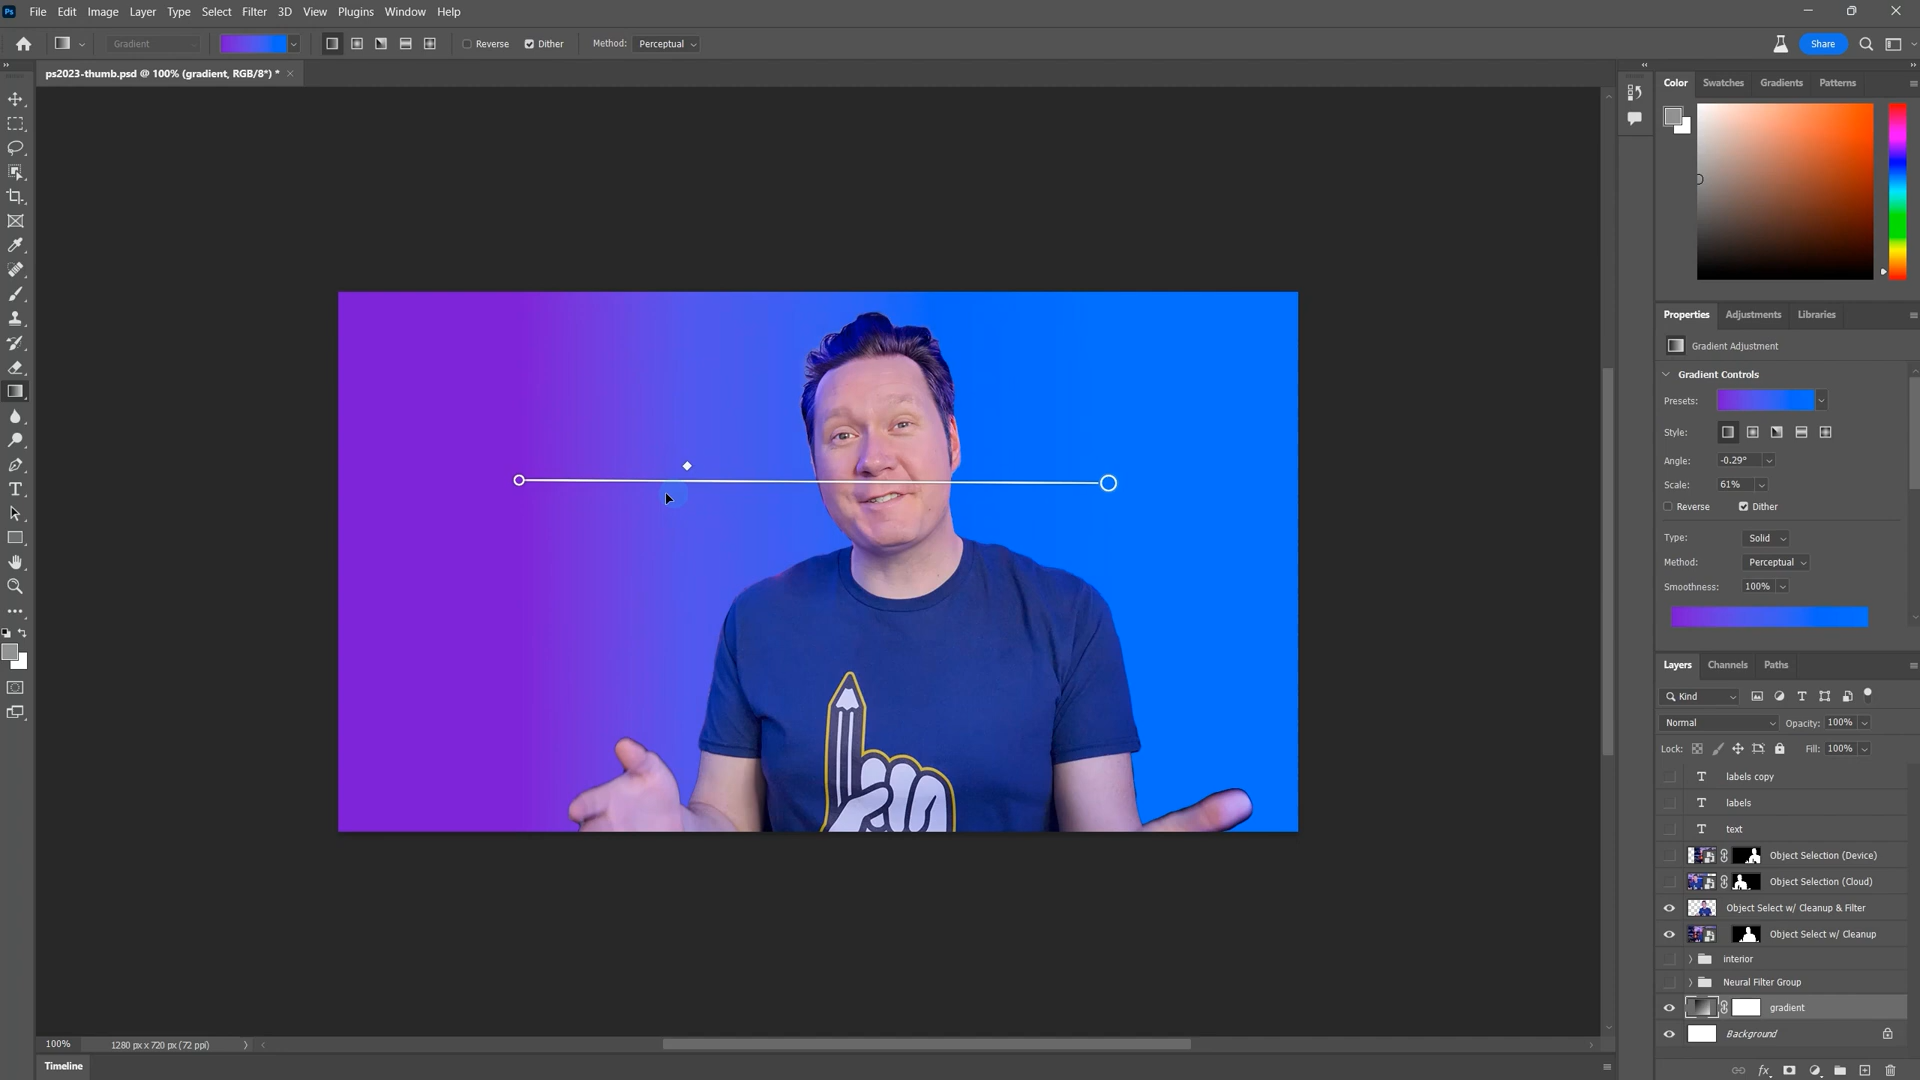 Ps File Edit Image Layer Type Select Filter 3D View Plugins Window Help
Gradient Reverse Dither Method: Perceptual Share
ps2023-thumb.psd @ 100% (gradient, RGB/8*) *
Color Swatches Gradients Patterns
Properties Adjustments Libraries
Gradient Adjustment
Gradient Controls
Presets:
Style:
Angle: -0.29°
Scale: 61%
Reverse Dither
Type: Solid
Method: Perceptual
Smoothness: 100%
Layers Channels Paths
Kind
Normal Opacity: 100%
Lock: Fill: 100%
labels copy
labels
text
Object Selection (Device)
Object Selection (Cloud)
Object Select w/ Cleanup & Filter
Object Select w/ Cleanup
interior
Neural Filter Group
gradient
Background
100% 1280 px x 720 px (72 ppi)
Timeline